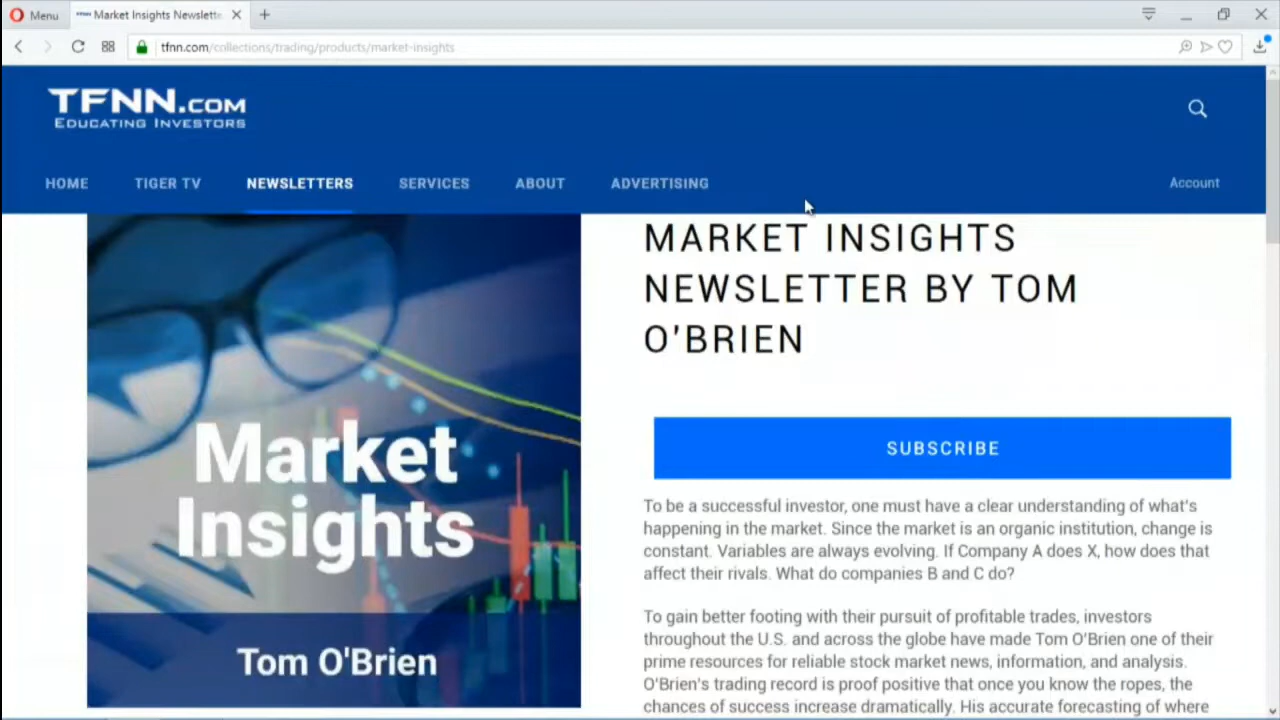 Menu
Market Insights Newslette
tfnn.com/collections/trading/products/market-insights
TFNN.COM
EDUCATING INVESTORS
HOME TIGER TV NEWSLETTERS SERVICES ABOUT ADVERTISING Account
MARKET INSIGHTS
NEWSLETTER BY TOM
O'BRIEN
Market
Insights
Tom O'Brien
SUBSCRIBE
To be a successful investor, one must have a clear understanding of what's
happening in the market. Since the market is an organic institution, change is
constant. Variables are always evolving. If Company A does X, how does that
affect their rivals. What do companies B and C do?
To gain better footing with their pursuit of profitable trades, investors
throughout the U.S. and across the globe have made Tom O'Brien one of their
prime resources for reliable stock market news, information, and analysis.
O'Brien's trading record is proof positive that once you know the ropes, the
chances of success increase dramatically. His accurate forecasting of where